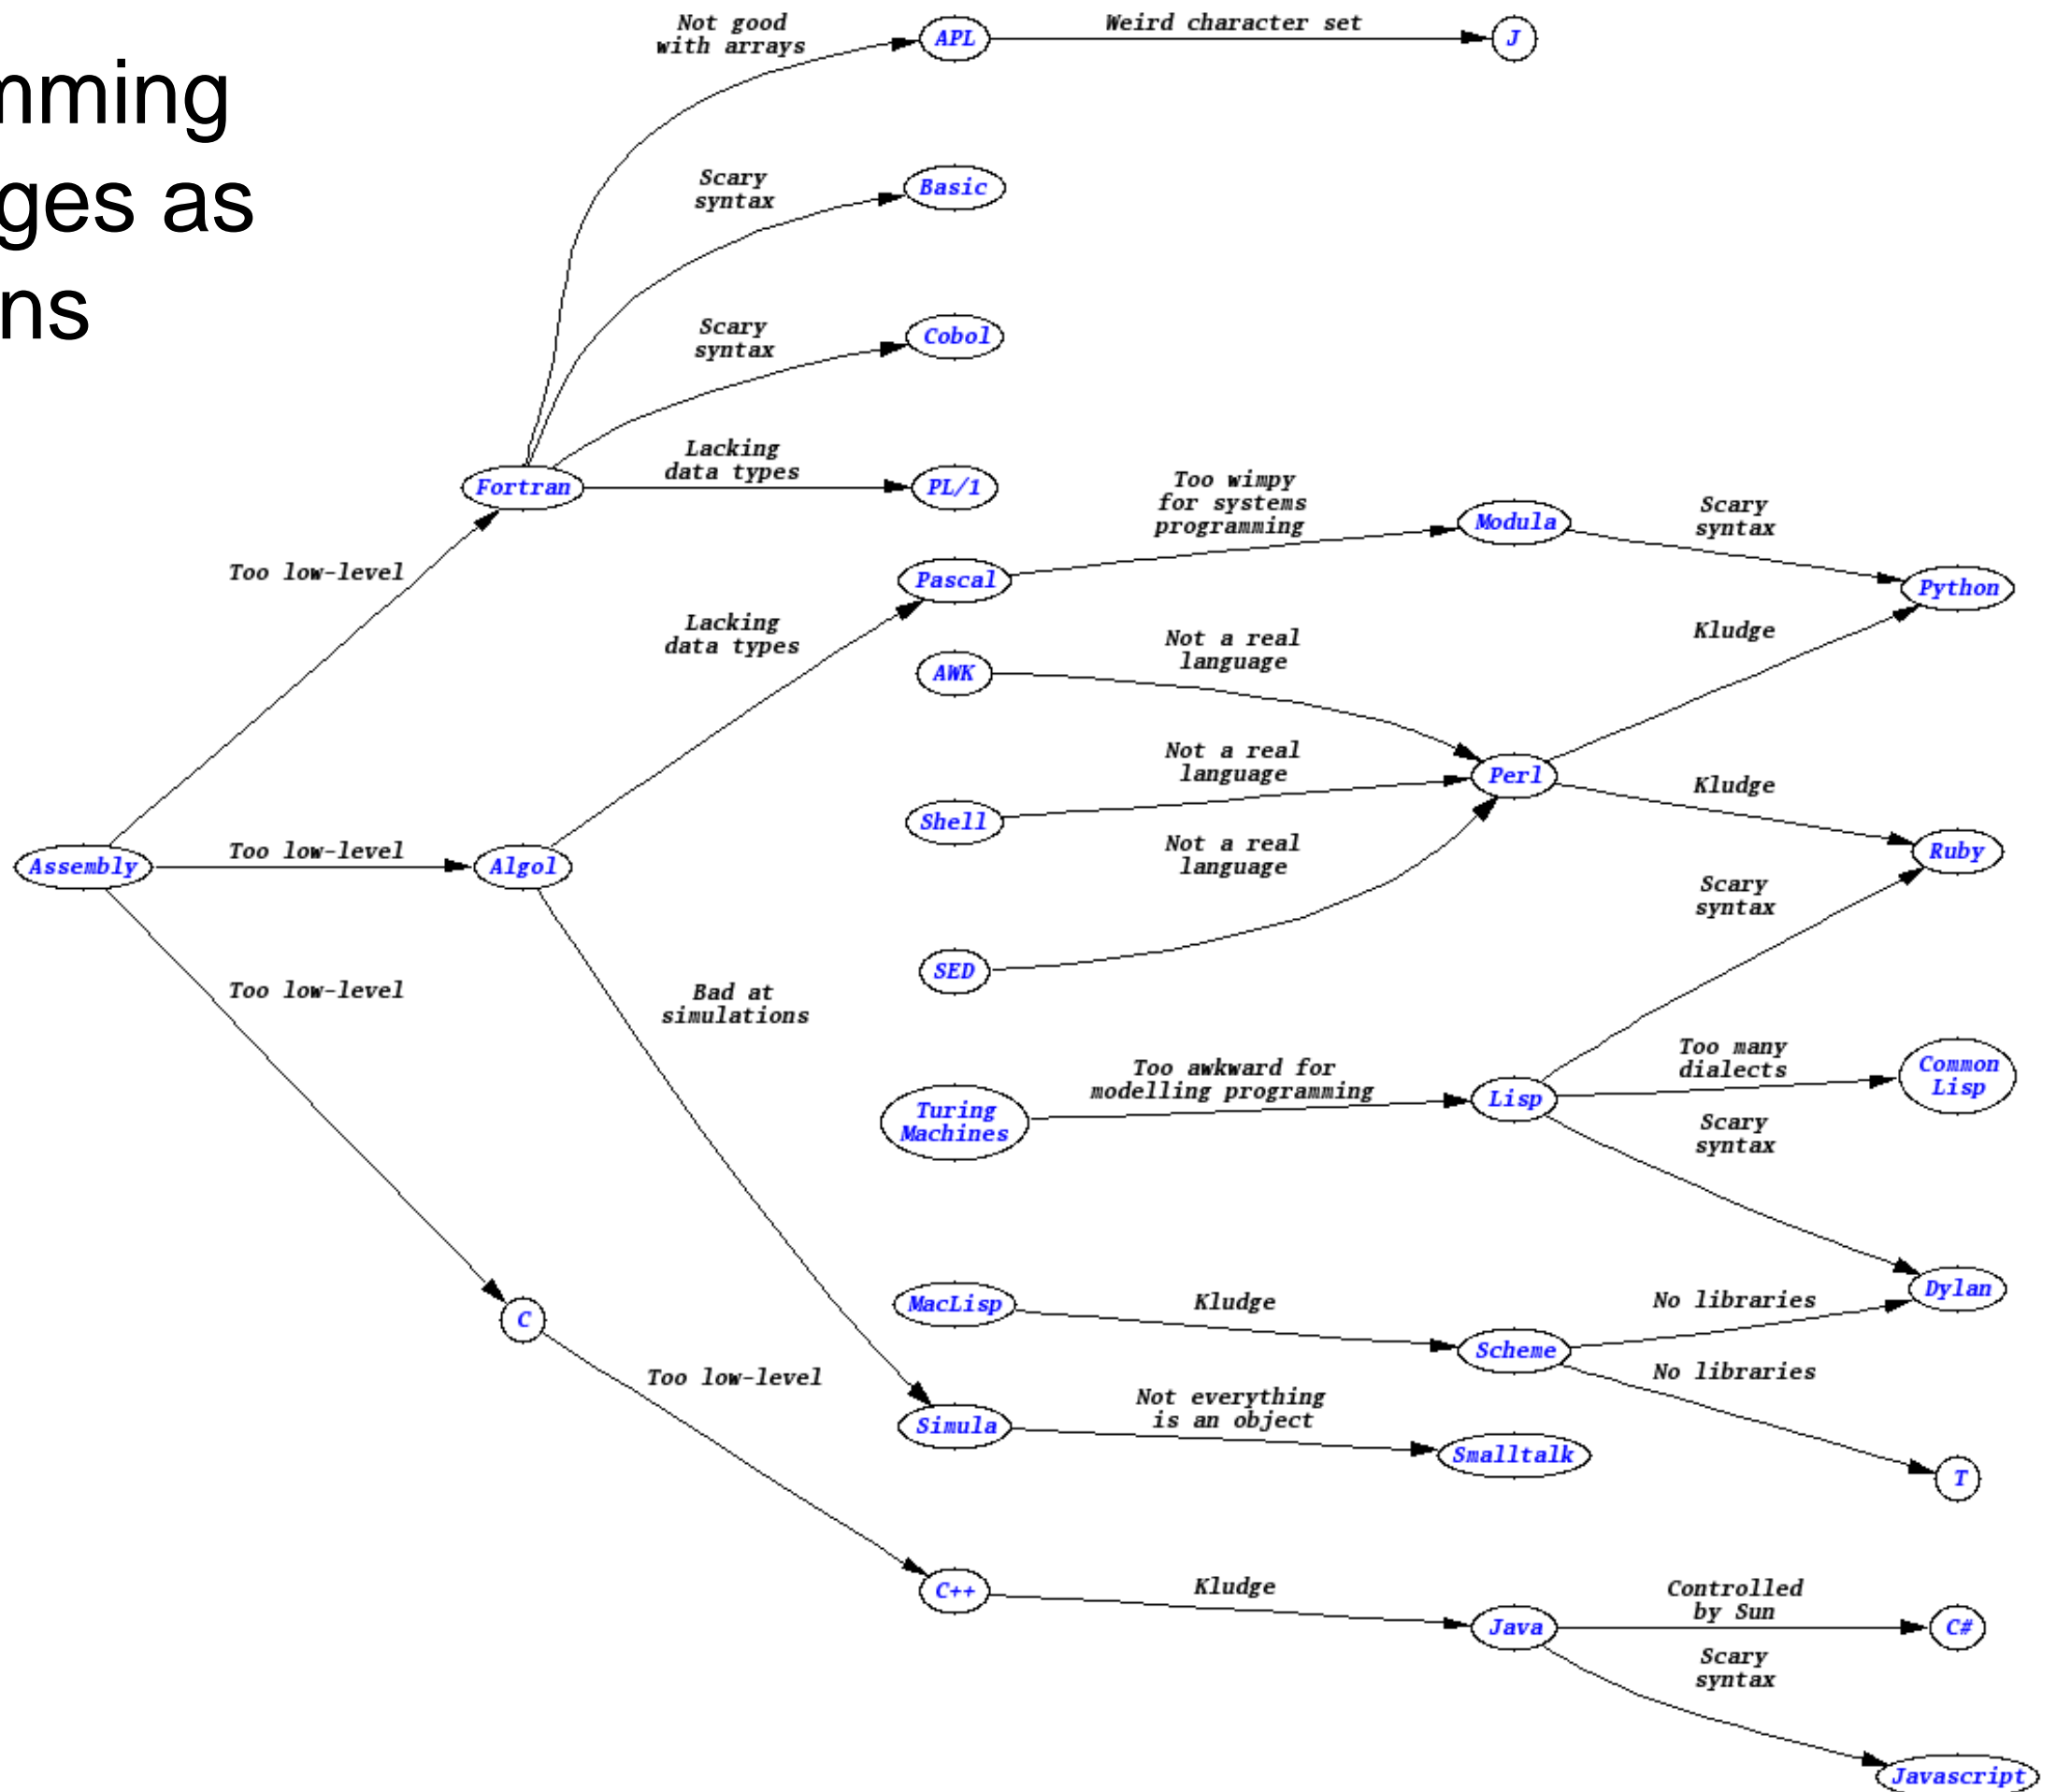 mming
ges as
ns
Not good
with arrays
APL
Weird character set
J
Scary
syntax
Basic
Scary
syntax
Cobol
Fortran
Lacking
data types
PL/1
Too low-level
Pascal
Too wimpy
for systems
programming
Modula
Scary
syntax
Python
Lacking
data types
AWK
Not a real
language
Kludge
Shell
Not a real
language
Perl
Kludge
Ruby
Assembly
Too low-level
Algol
SED
Not a real
language
Scary
syntax
Too low-level
Bad at
simulations
Turing
Machines
Too awkward for
modelling programming
Lisp
Too many
dialects
Common
Lisp
Scary
syntax
Dylan
MacLisp
Kludge
Scheme
No libraries
No libraries
T
C
Too low-level
Simula
Not everything
is an object
Smalltalk
C++
Kludge
Java
Controlled
by Sun
C#
Scary
syntax
Javascript